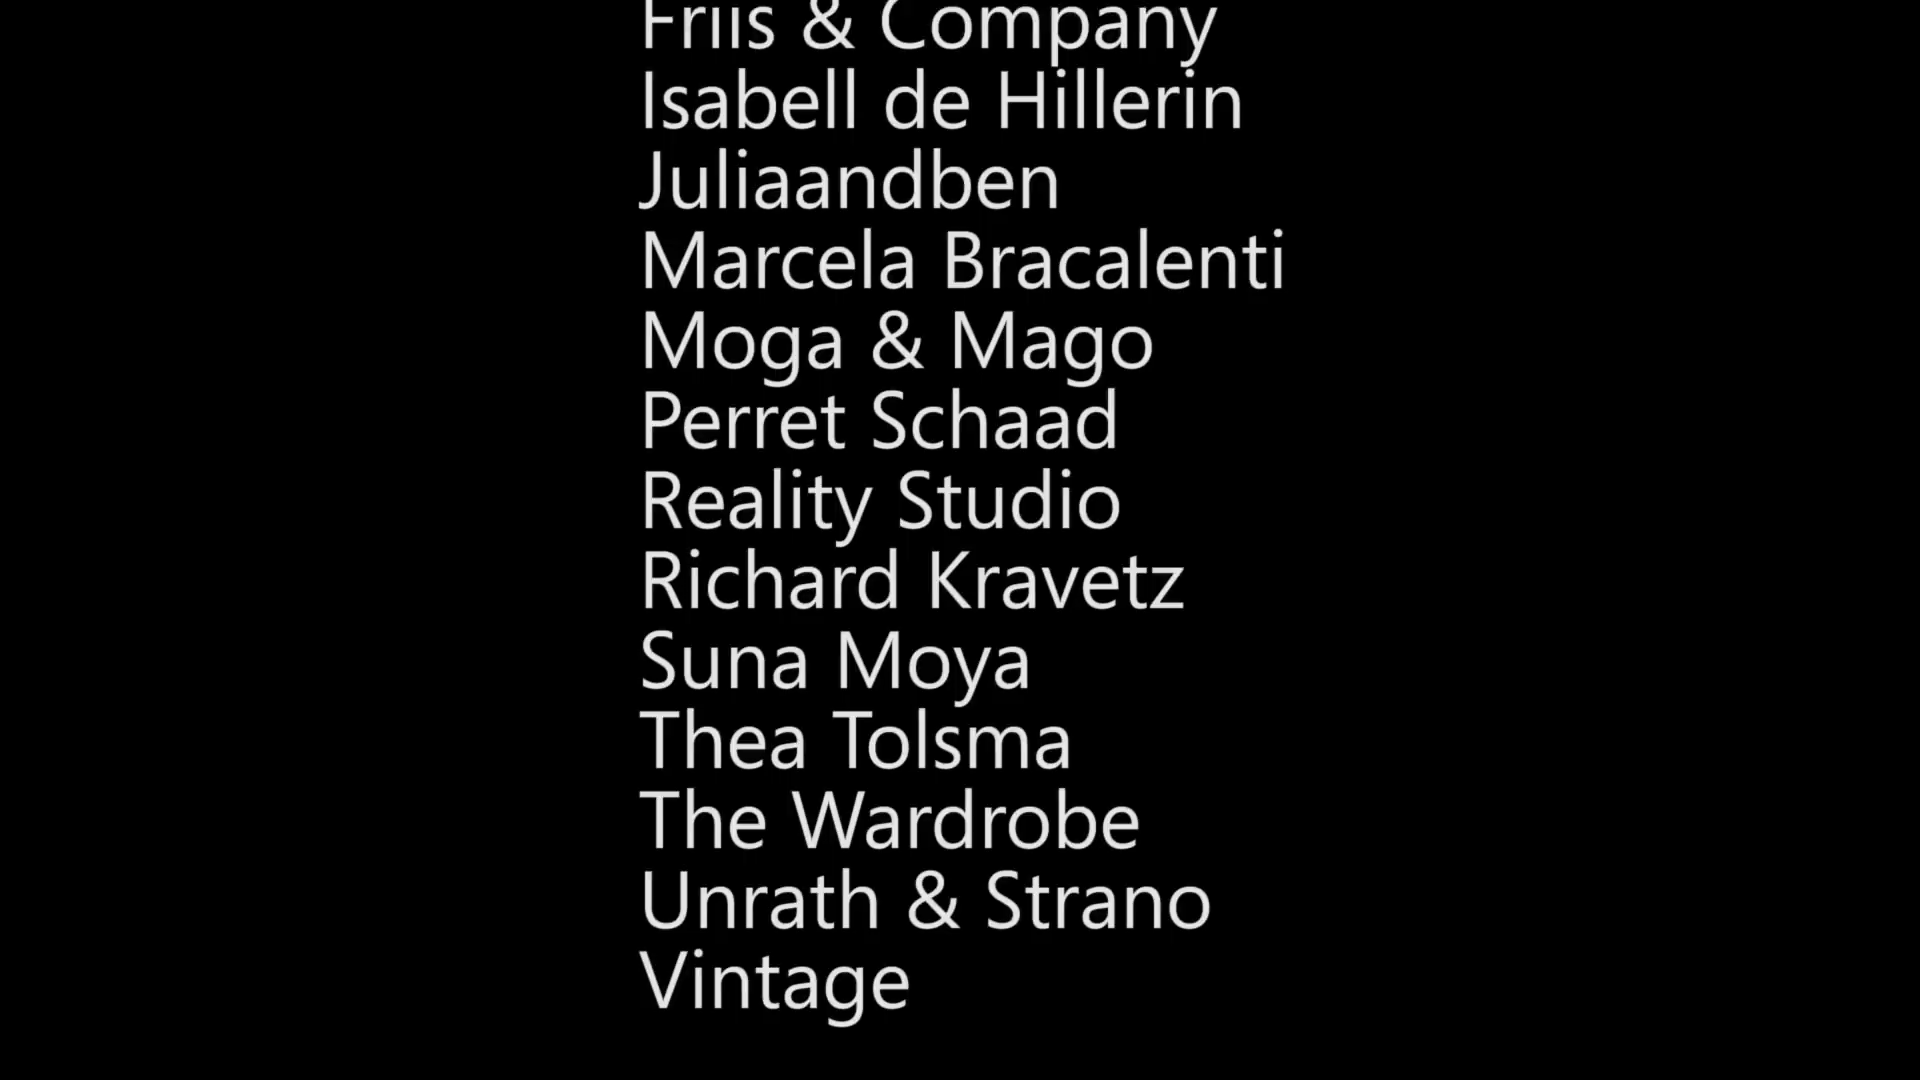 Friis & Company
Isabell de Hillerin
Juliaandben
Marcela Bracalenti
Moga & Mago
Perret Schaad
Reality Studio
Richard Kravetz
Suna Moya
Thea Tolsma
The Wardrobe
Unrath & Strano
Vintage